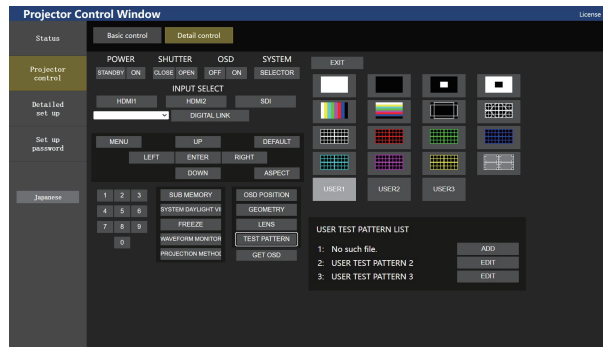 Projector Control Window
License
Status
Projector
control
Detailed
set up
Set up
password
Japanese
Basic control
Detail control
POWER SHUTTER OSD SYSTEM
STANDBY ON CLOSE OPEN OFF ON SELECTOR
INPUT SELECT
HDMI1 HDMI2 SDI
DIGITAL LINK
MENU UP DEFAULT
LEFT ENTER RIGHT
DOWN ASPECT
1 2 3
4 5 6
7 8 9
0
SUB MEMORY
SYSTEM DAYLIGHT VI
FREEZE
WAVEFORM MONITOR
PROJECTION METHOD
OSD POSITION
GEOMETRY
LENS
TEST PATTERN
GET OSD
EXIT
USER1 USER2 USER3
USER TEST PATTERN LIST
1: No such file. ADD
2: USER TEST PATTERN 2 EDIT
3: USER TEST PATTERN 3 EDIT